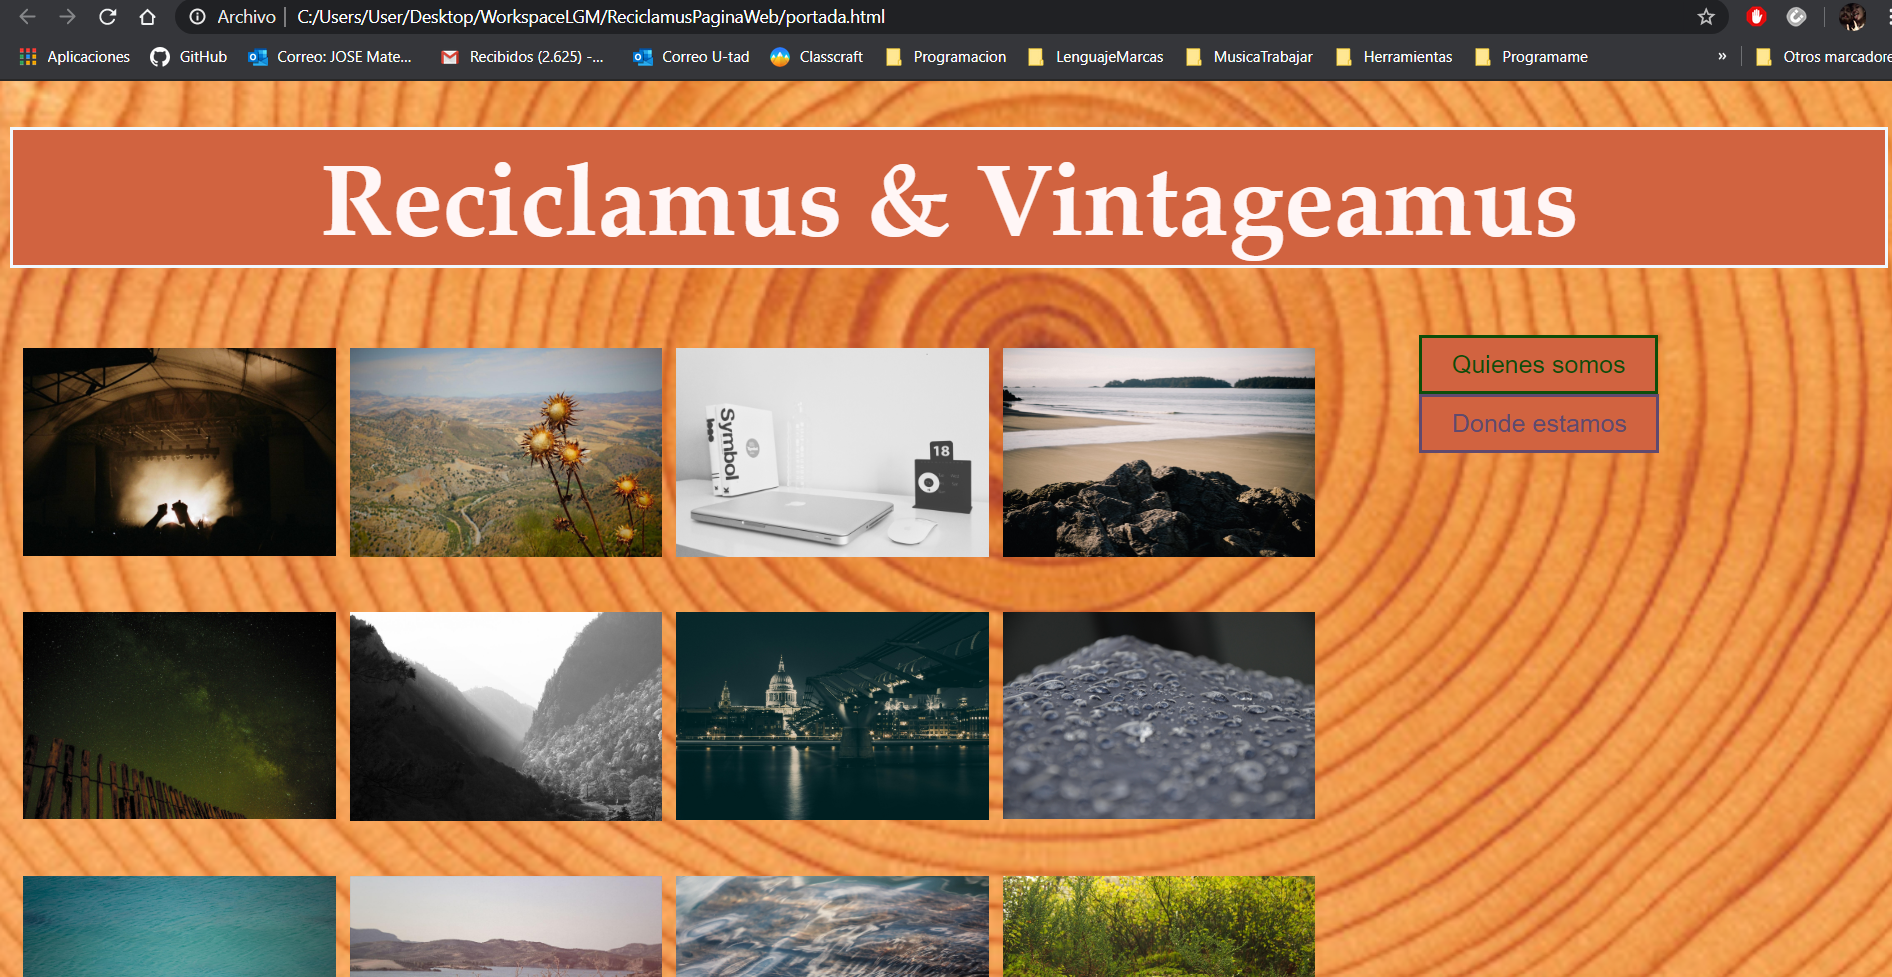 Archivo | C:/Users/User/Desktop/WorkspaceLGM/ReciclamusPaginaWeb/portada.html
Aplicaciones GitHub Correo: JOSE Mate... Recibidos (2.625) -... Correo U-tad Classcraft Programacion LenguajeMarcas MusicaTrabajar Herramientas Programame » Otros marcadore
Reciclamus & Vintageamus
Quienes somos
Donde estamos
Symbol
18